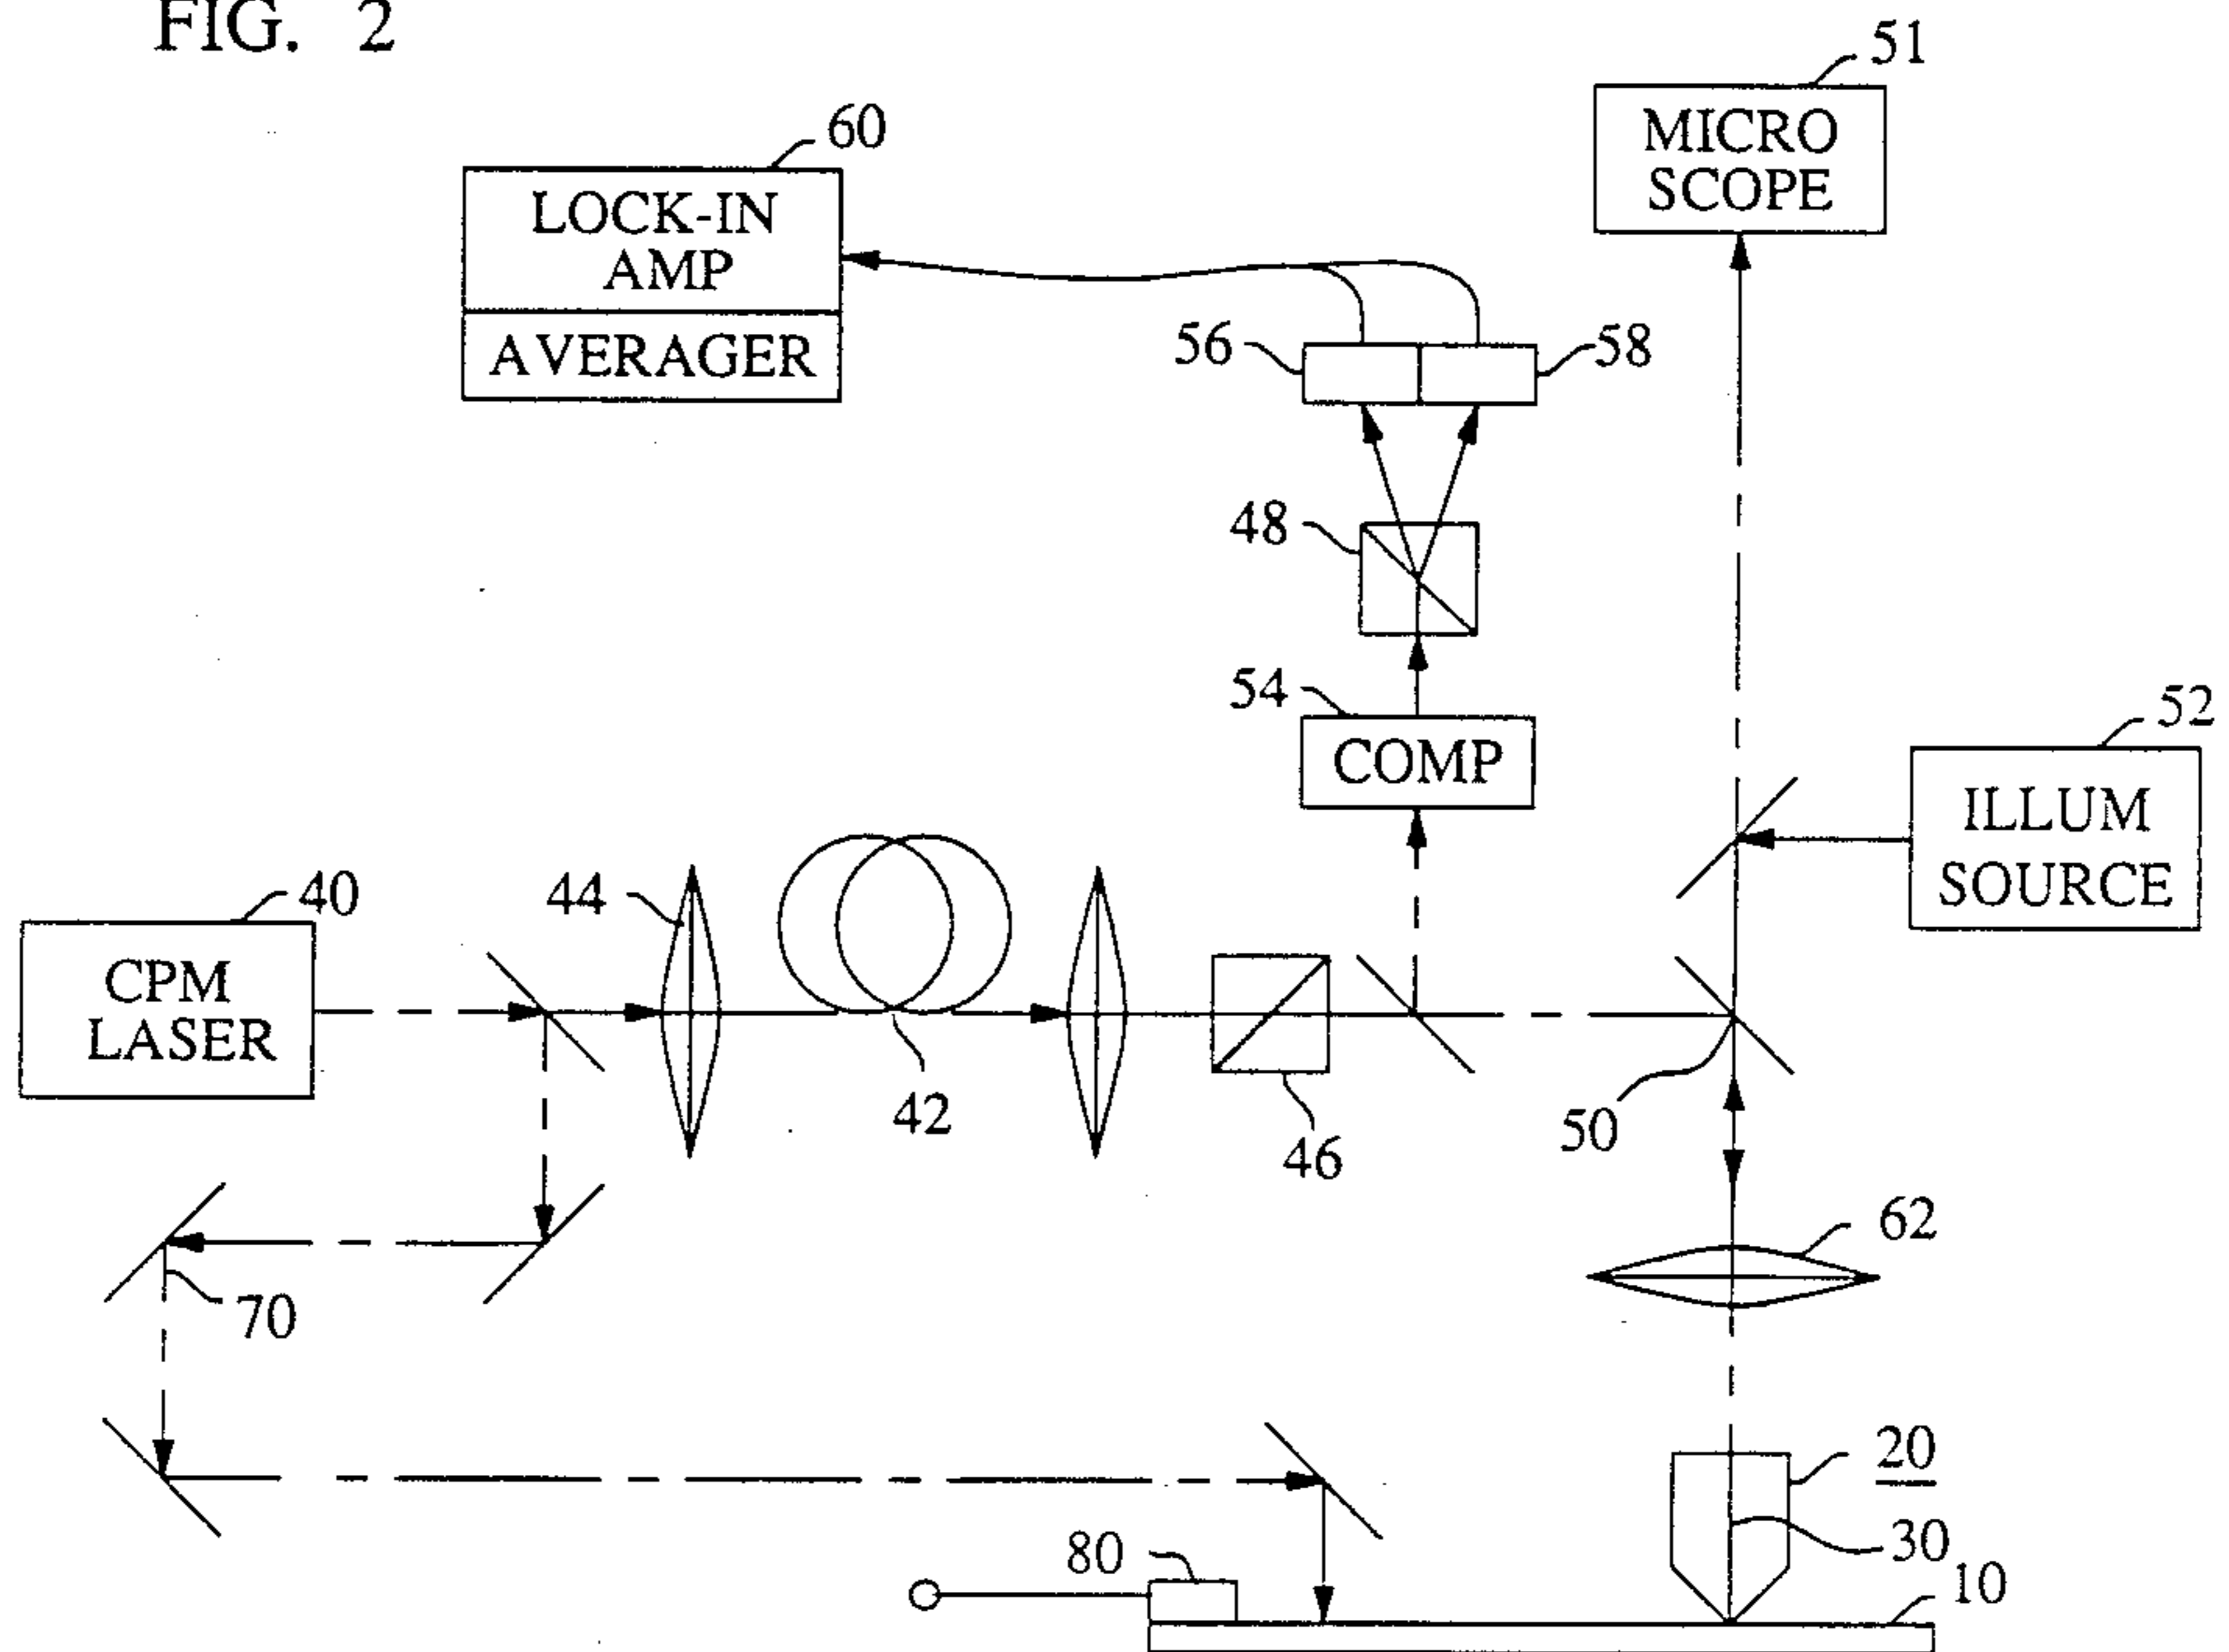 FIG. 2
51
MICRO
SCOPE
60
LOCK-IN
AMP
AVERAGER
56
58
48
54
COMP
52
ILLUM
SOURCE
40
CPM
LASER
44
42
46
50
62
70
20
30
80
10